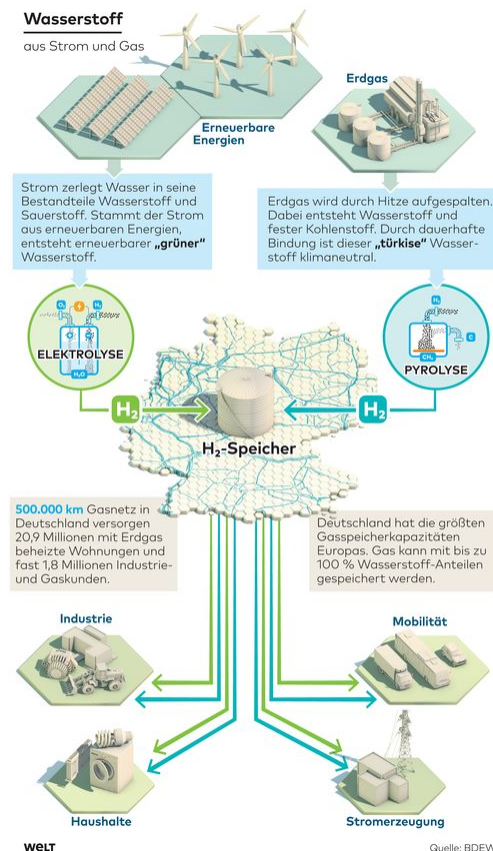 Wasserstoff
aus Strom und Gas
Erneuerbare
Energien
Erdgas
Strom zerlegt Wasser in seine
Bestandteile Wasserstoff und
Sauerstoff. Stammt der Strom
aus erneuerbaren Energien,
entsteht erneuerbarer „grüner“
Wasserstoff.
Erdgas wird durch Hitze aufgespalten.
Dabei entsteht Wasserstoff und
fester Kohlenstoff. Durch dauerhafte
Bindung ist dieser „türkise“ Wasser-
stoff klimaneutral.
O₂ H₂
ELEKTROLYSE
H₂O
H₂
C
CH₄
PYROLYSE
H₂
H₂
H₂-Speicher
500.000 km Gasnetz in
Deutschland versorgen
20,9 Millionen mit Erdgas
beheizte Wohnungen und
fast 1,8 Millionen Industrie-
und Gaskunden.
Deutschland hat die größten
Gasspeicherkapazitäten
Europas. Gas kann mit bis zu
100 % Wasserstoff-Anteilen
gespeichert werden.
Industrie
Mobilität
Haushalte
Stromerzeugung
WELT
Quelle: BDEW